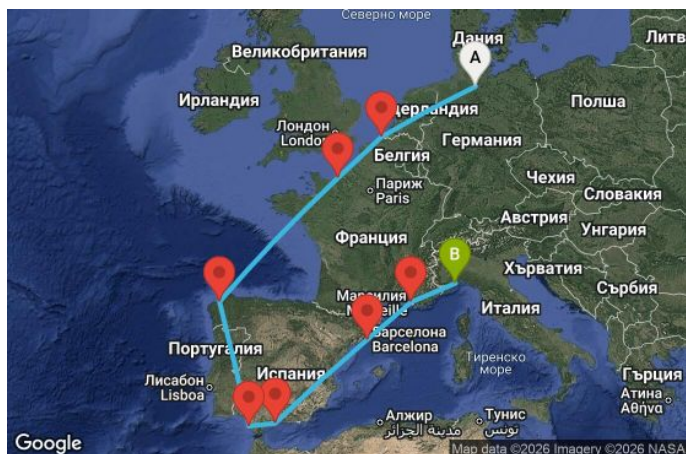 Северно море
Дания
Великобритания
Литв
A
Ирландия
дерландия
Полша
Лондон
London
Германия
Белгия
Париж
Paris
Чехия
Словакия
Австрия
Унгария
Франция
B
Хърватия
Сърбия
Марсилия
Италия
Барселона
Barcelona
Португалия
Тиренско
море
Испания
Гърция
Лисабон
Lisboa
Атина
Αθήνα
Алжир
مدينة الجزائر
Тунис
تونس
Google
Map data ©2026 Imagery ©2026 NASA